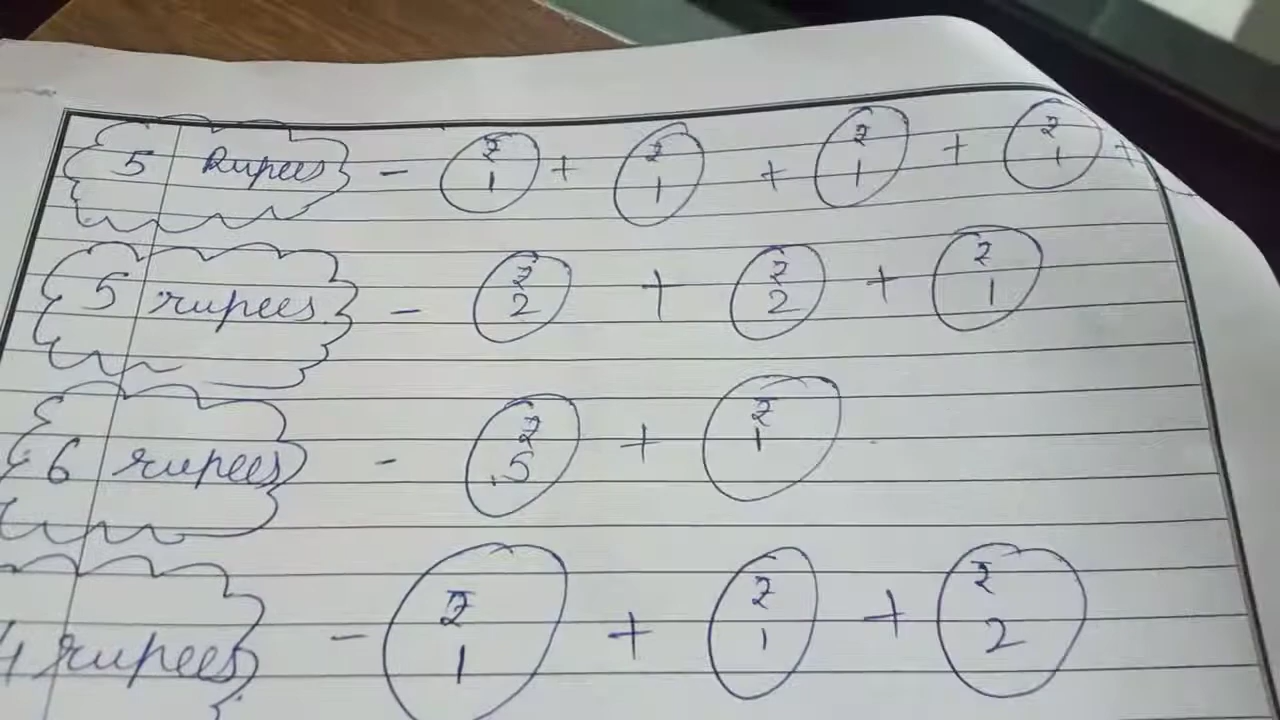 5 Rupees - ₹ 1 + ₹ 1 + ₹ 1 + ₹ 1 +
5 rupees - ₹ 2 + ₹ 2 + ₹ 1
6 rupees - ₹ .5 + ₹ 1
4 rupees - ₹ 1 + ₹ 1 + ₹ 2